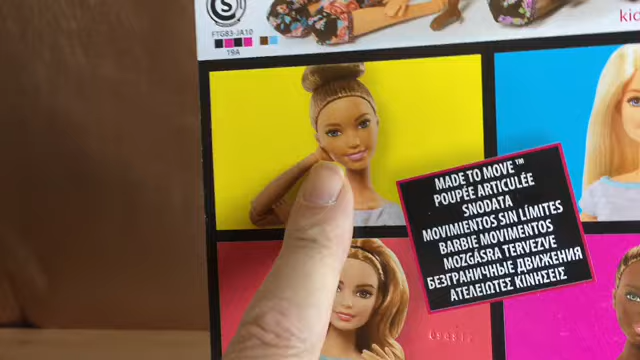 S
FTG83-JA10
19A
kid
MADE TO MOVE™
POUPÉE ARTICULÉE
SNODATA
MOVIMIENTOS SIN LÍMITES
BARBIE MOVIMENTOS
MOZGÁSRA TERVEZVE
БЕЗГРАНИЧНЫЕ ДВИЖЕНИЯ
ΑΤΕΛΕΙΩΤΕΣ ΚΙΝΗΣΕΙΣ